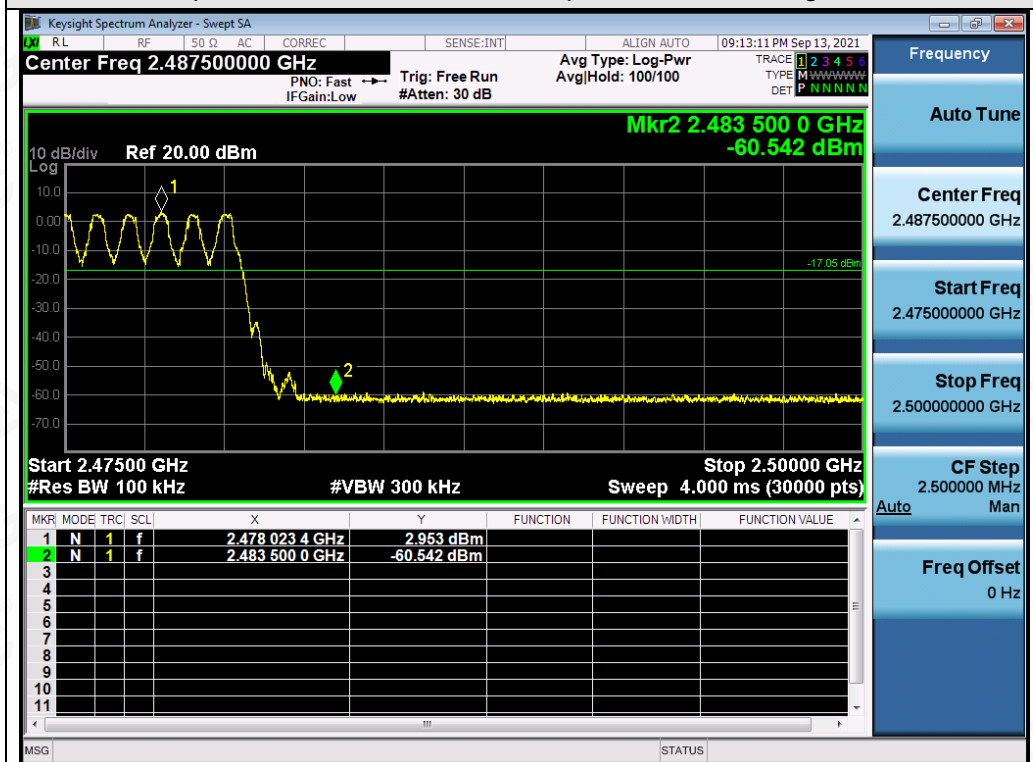 Keysight Spectrum Analyzer - Swept SA
LXI RL RF 50 Ω AC CORREC SENSE:INT ALIGN AUTO 09:13:11 PM Sep 13, 2021
Center Freq 2.487500000 GHz
PNO: Fast
IFGain:Low
Trig: Free Run
#Atten: 30 dB
Avg Type: Log-Pwr
Avg|Hold: 100/100
TRACE 1 2 3 4 5 6
TYPE M W W W W W
DET P N N N N N
Mkr2 2.483 500 0 GHz
-60.542 dBm
10 dB/div Ref 20.00 dBm
Log
10.0
0.00
-10.0
-20.0
-30.0
-40.0
-50.0
-60.0
-70.0
1
2
-17.05 dBm
Start 2.47500 GHz Stop 2.50000 GHz
#Res BW 100 kHz #VBW 300 kHz Sweep 4.000 ms (30000 pts)
MKR MODE TRC SCL X Y FUNCTION FUNCTION WIDTH FUNCTION VALUE
1 N 1 f 2.478 023 4 GHz 2.953 dBm
2 N 1 f 2.483 500 0 GHz -60.542 dBm
3
4
5
6
7
8
9
10
11
MSG STATUS
Frequency
Auto Tune
Center Freq
2.487500000 GHz
Start Freq
2.475000000 GHz
Stop Freq
2.500000000 GHz
CF Step
2.500000 MHz
Auto Man
Freq Offset
0 Hz